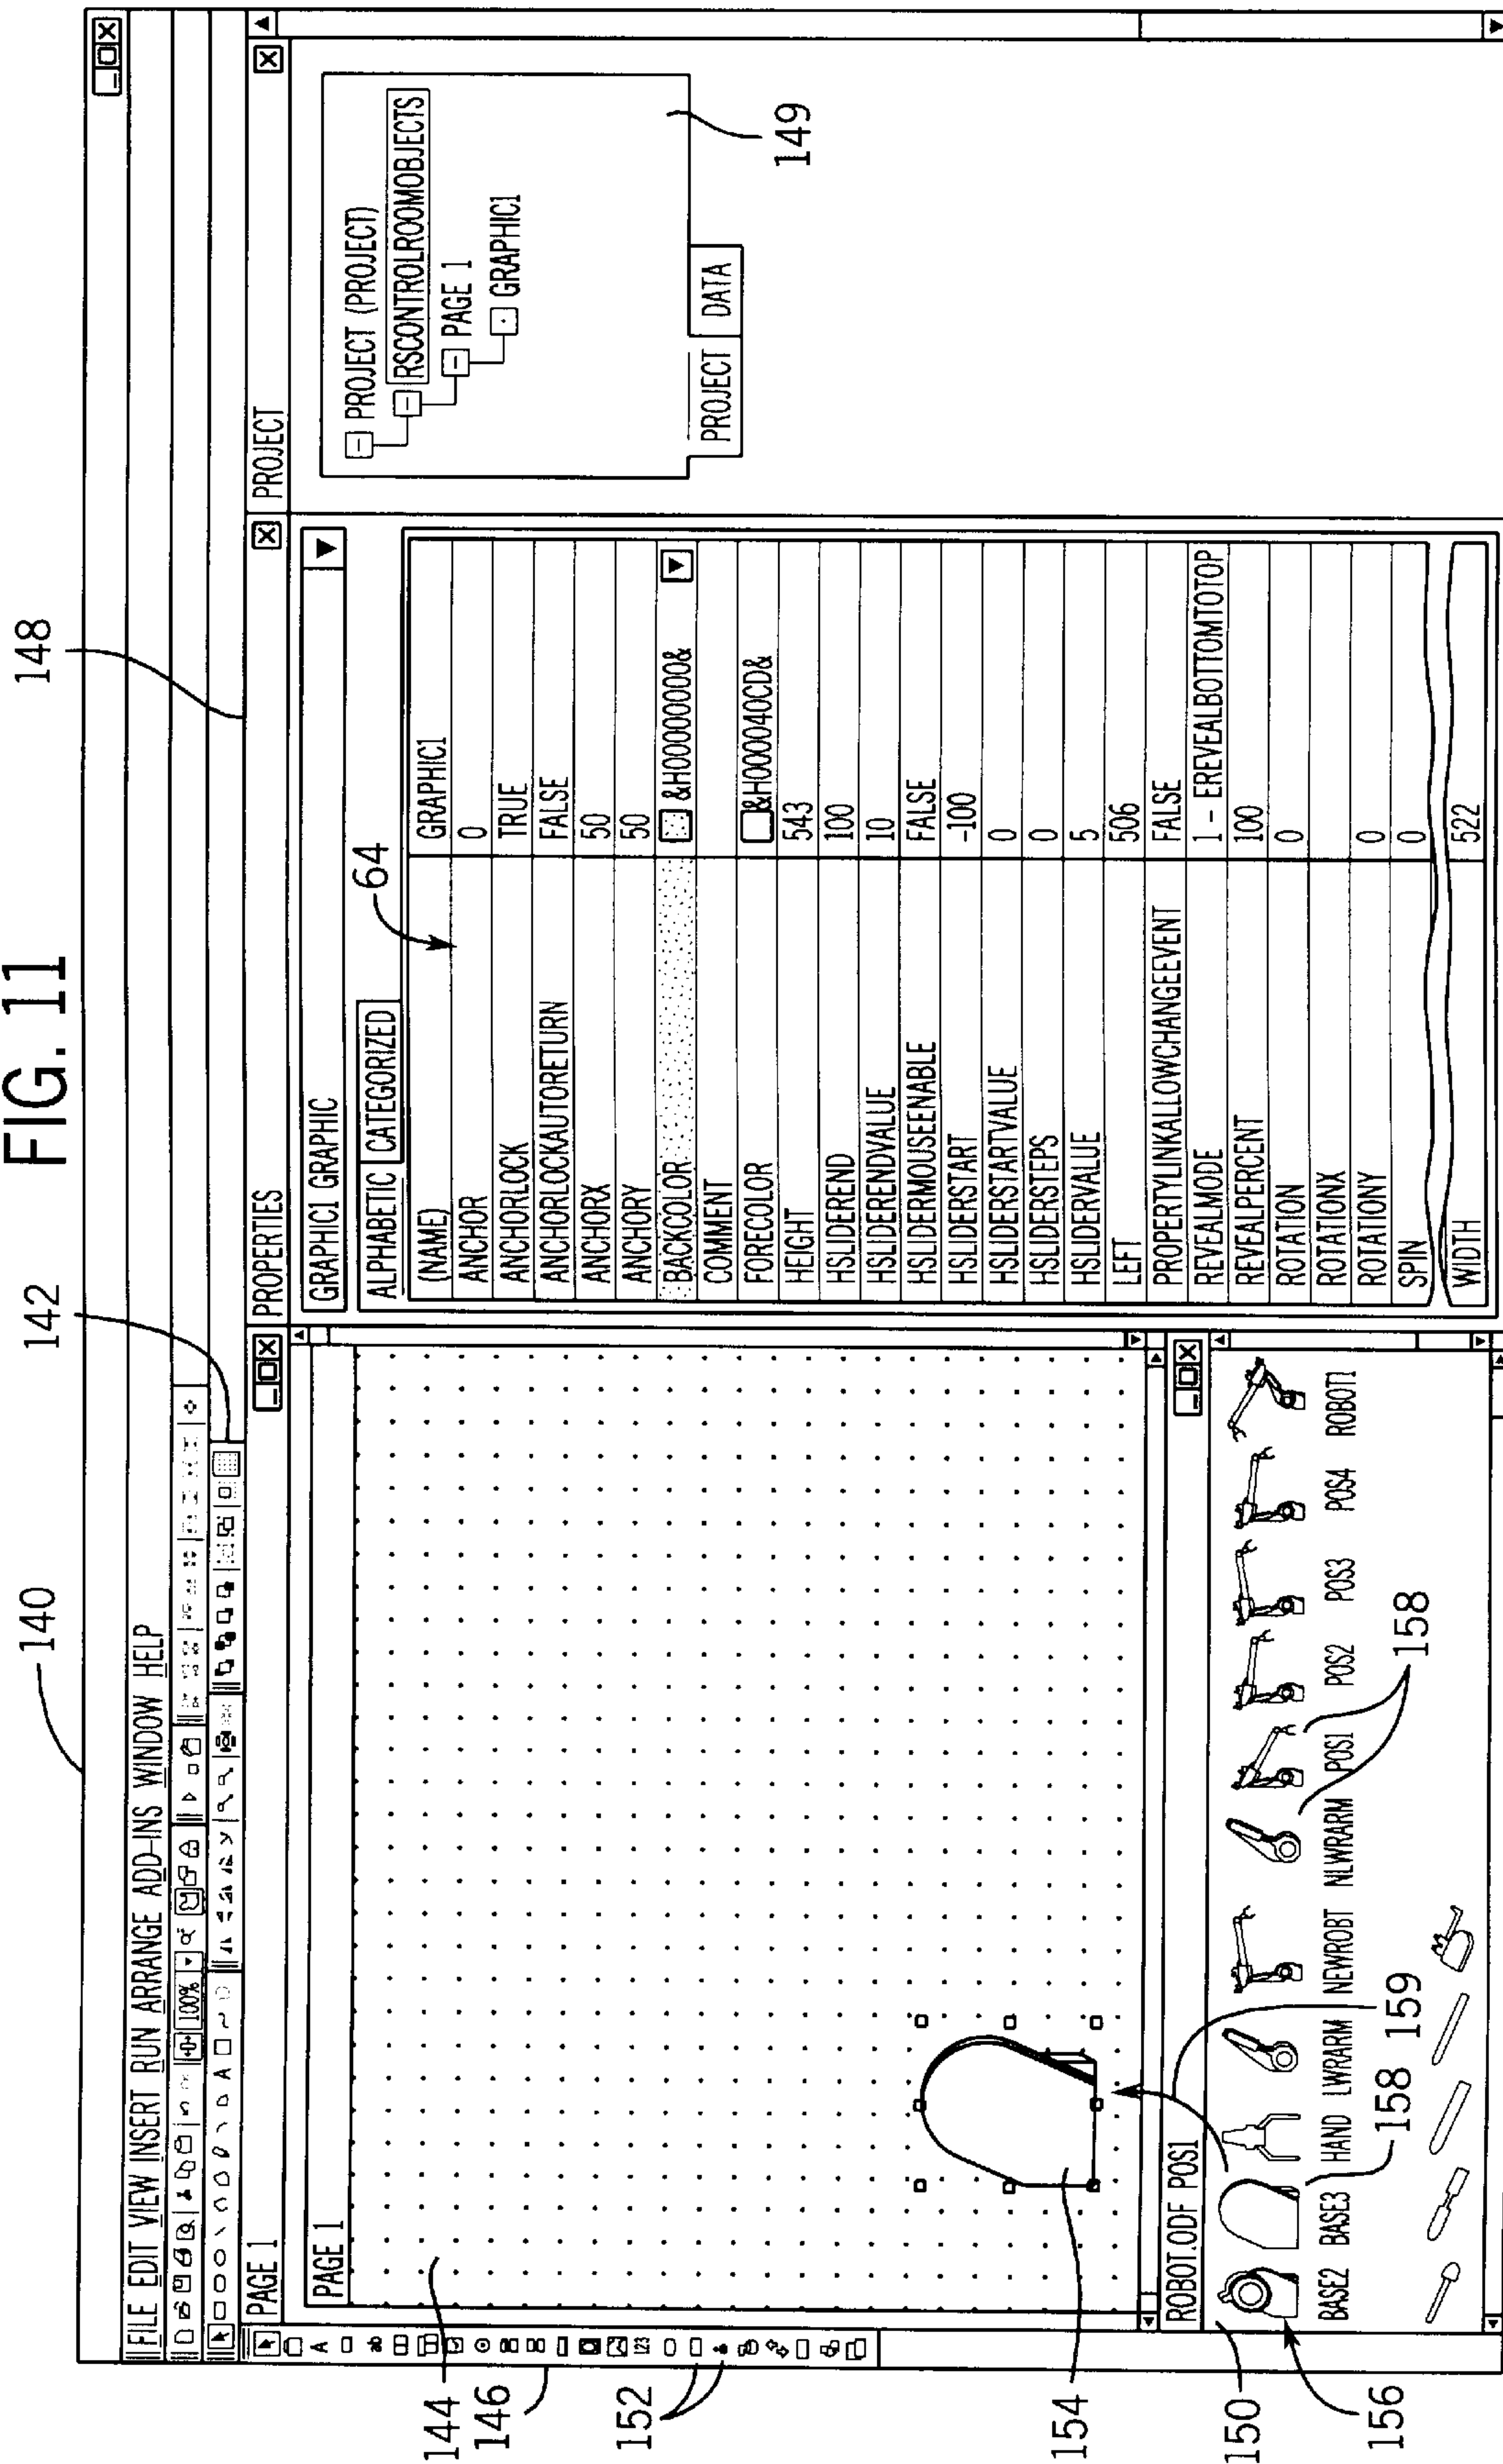 FIG. 11
140
142
148
FILE EDIT VIEW INSERT RUN ARRANGE ADD-INS WINDOW HELP
100%
A
PAGE 1
PAGE 1
A
ab
123
144
146
152
154
150
156
PROPERTIES
GRAPHIC1 GRAPHIC
ALPHABETIC CATEGORIZED
64
(NAME) GRAPHIC1
ANCHOR 0
ANCHORLOCK TRUE
ANCHORLOCKAUTORETURN FALSE
ANCHORX 50
ANCHORY 50
BACKCOLOR &H00000000&
COMMENT
FORECOLOR &H000040CD&
HEIGHT 543
HSLIDEREND 100
HSLIDERENDVALUE 10
HSLIDERMOUSEENABLE FALSE
HSLIDERSTART -100
HSLIDERSTARTVALUE 0
HSLIDERSTEPS 0
HSLIDERVALUE 5
LEFT 506
PROPERTYLINKALLOWCHANGEEVENT FALSE
REVEALMODE 1 - EREVEALBOTTOMTOTOP
REVEALPERCENT 100
ROTATION 0
ROTATIONX
ROTATIONY 0
SPIN 0
WIDTH 522
PROJECT
PROJECT (PROJECT)
RSCONTROLROOMOBJECTS
PAGE 1
GRAPHIC1
PROJECT DATA
149
ROBOT.ODF POS1
BASE2 BASE3 HAND LWRARM NEWROBT NLWRARM POS1 POS2 POS3 POS4 ROBOT1
158
159
158